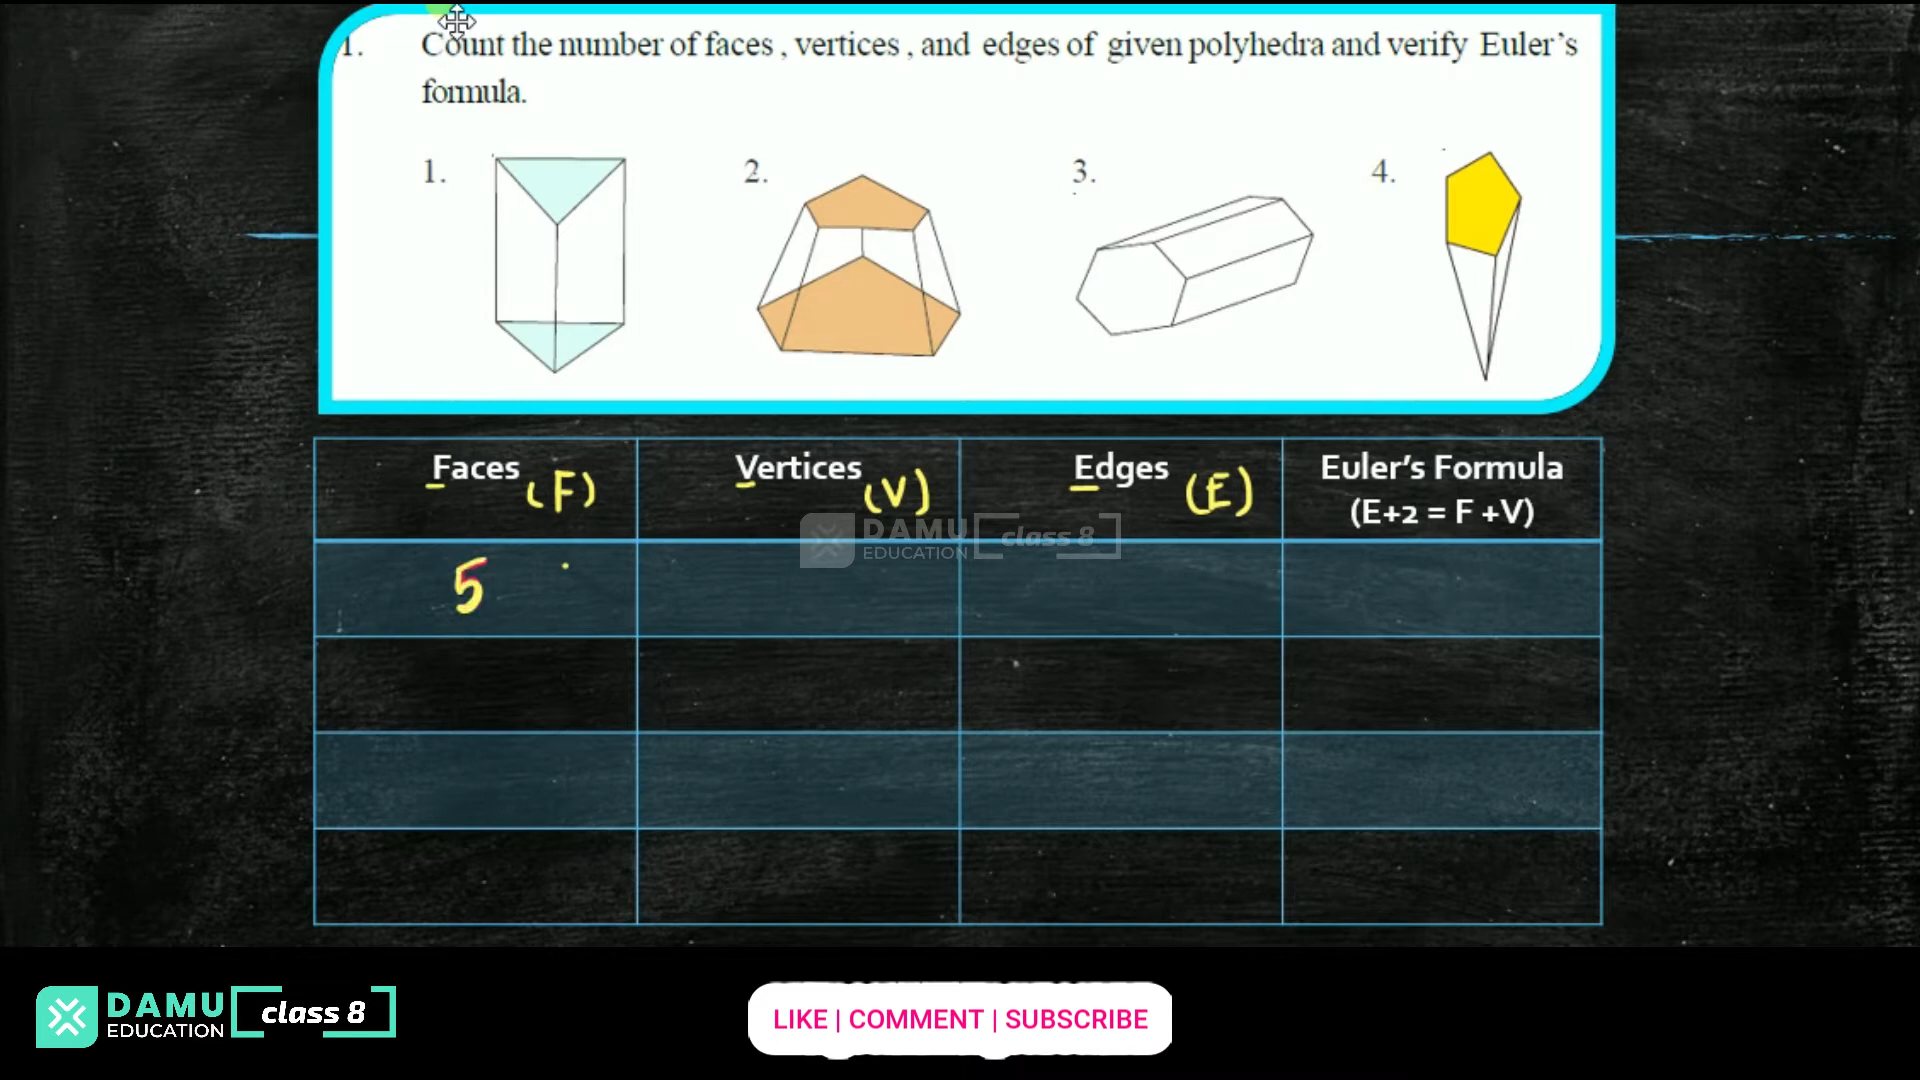 1. Count the number of faces , vertices , and edges of given polyhedra and verify Euler’s
formula.
1. 2. 3. 4.
Faces (F) Vertices (V) Edges (E) Euler’s Formula
(E+2 = F +V)
DAMU
EDUCATION class 8
5
DAMU
EDUCATION class 8
LIKE | COMMENT | SUBSCRIBE